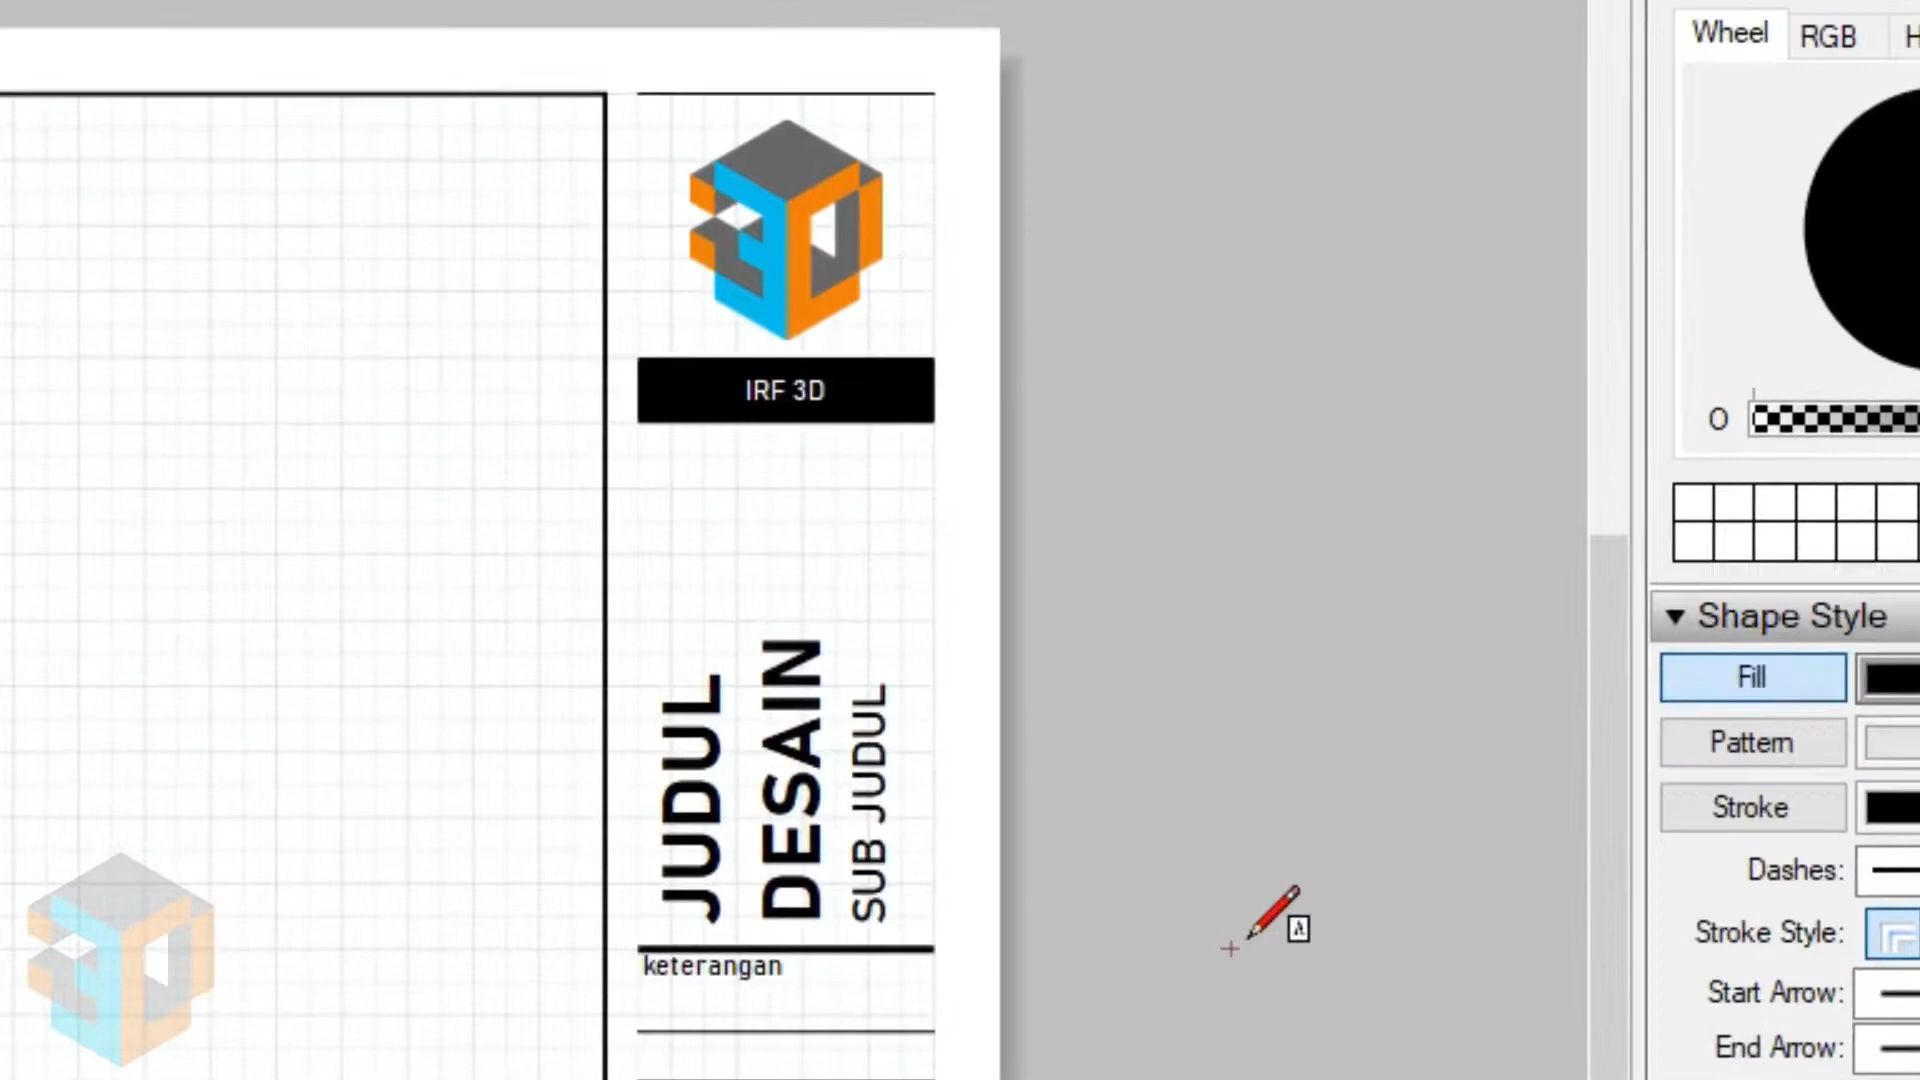 Wheel
RGB
H
IRF 3D
O
Shape Style
Fill
Pattern
Stroke
JUDUL
DESAIN
SUB JUDUL
Dashes:
Stroke Style:
keterangan
Start Arrow:
End Arrow: